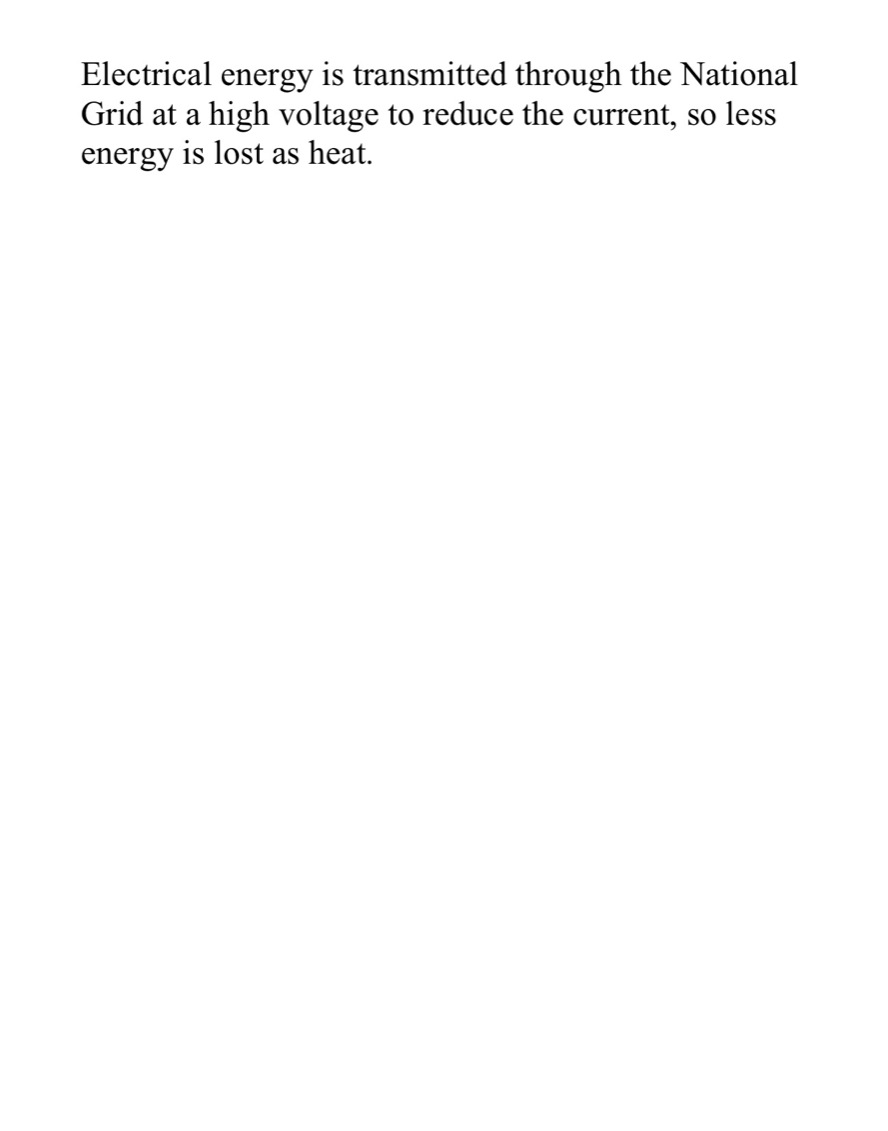 Electrical energy is transmitted through the National
Grid at a high voltage to reduce the current, so less
energy is lost as heat.